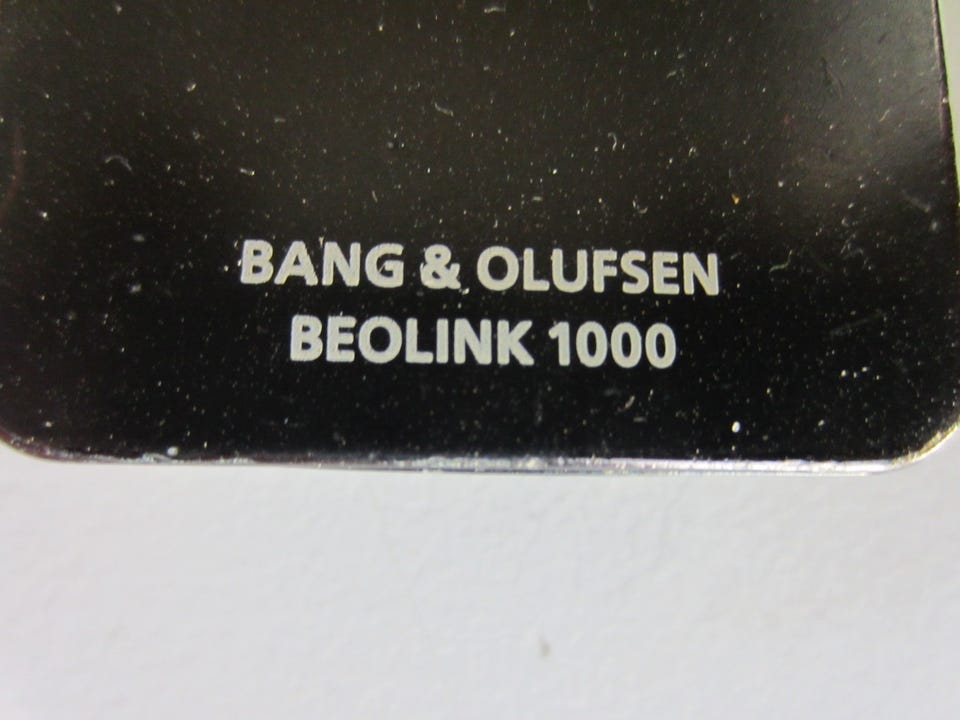 BANG & OLUFSEN
BEOLINK 1000